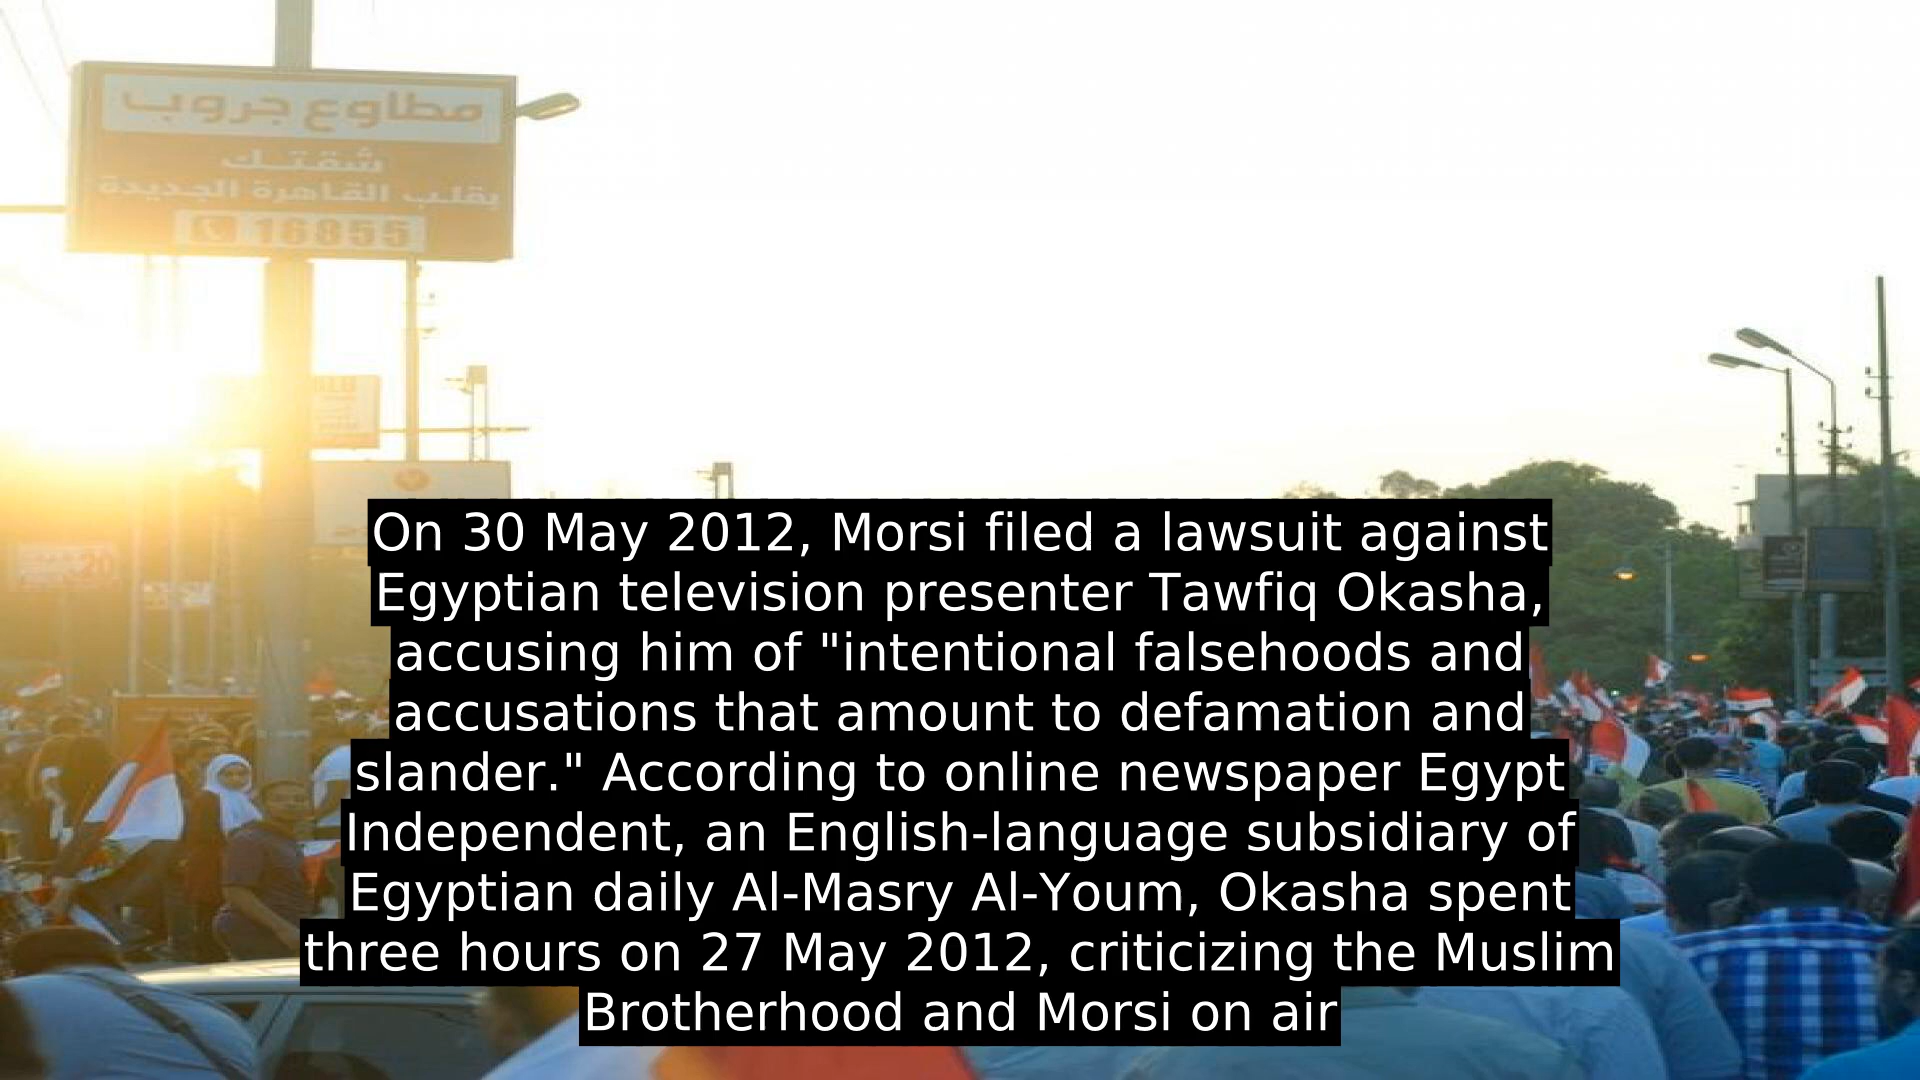 مطاوع جروب
شقتك
بقلب القاهرة الجديدة
16855
On 30 May 2012, Morsi filed a lawsuit against
Egyptian television presenter Tawfiq Okasha,
accusing him of "intentional falsehoods and
accusations that amount to defamation and
slander." According to online newspaper Egypt
Independent, an English-language subsidiary of
Egyptian daily Al-Masry Al-Youm, Okasha spent
three hours on 27 May 2012, criticizing the Muslim
Brotherhood and Morsi on air